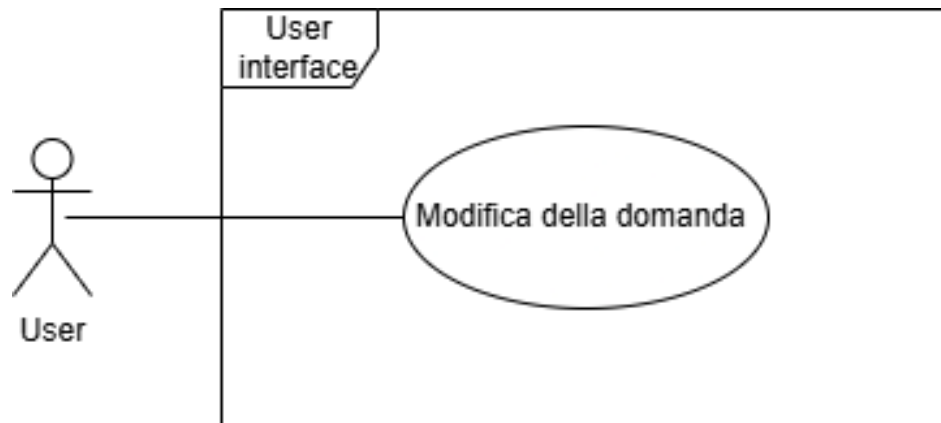 User
interface
Modifica della domanda
User